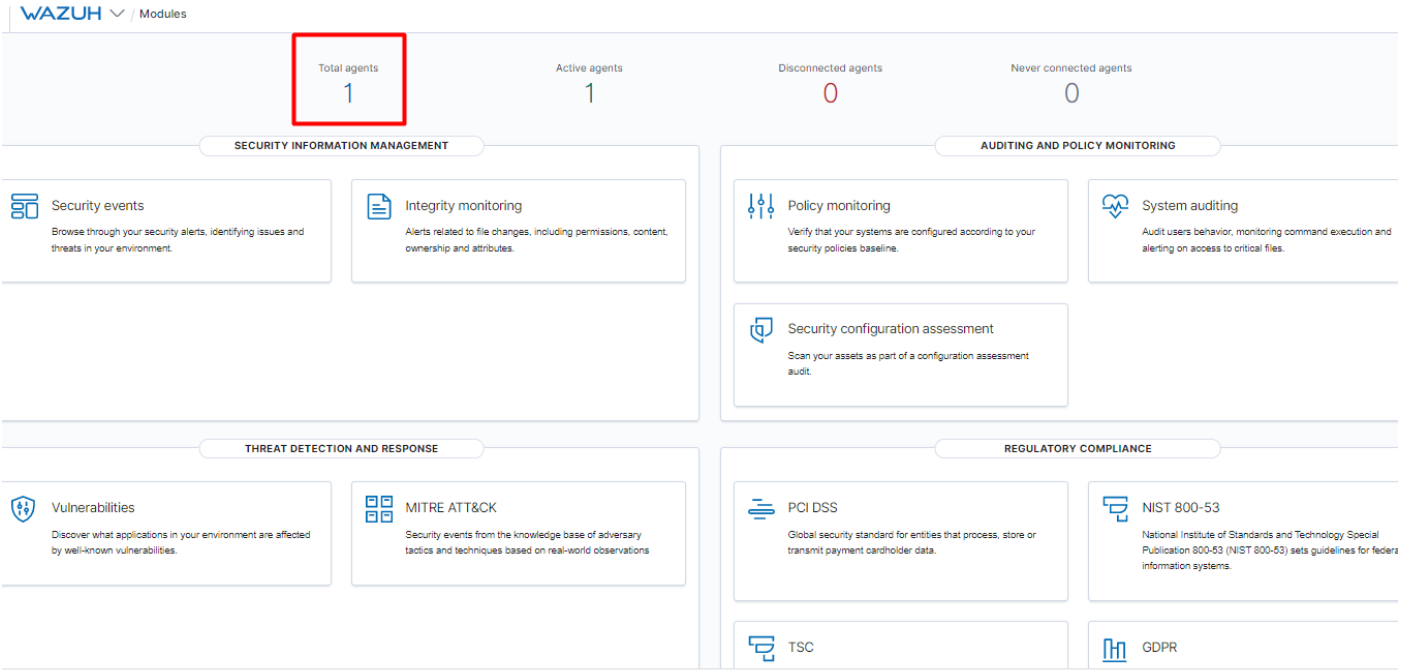 WAZUH / Modules
Total agents
1
Active agents
1
Disconnected agents
0
Never connected agents
0
SECURITY INFORMATION MANAGEMENT
Security events
Browse through your security alerts, identifying issues and
threats in your environment.
Integrity monitoring
Alerts related to file changes, including permissions, content,
ownership and attributes.
AUDITING AND POLICY MONITORING
Policy monitoring
Verify that your systems are configured according to your
security policies baseline.
System auditing
Audit users behavior, monitoring command execution and
alerting on access to critical files.
Security configuration assessment
Scan your assets as part of a configuration assessment
audit.
THREAT DETECTION AND RESPONSE
Vulnerabilities
Discover what applications in your environment are affected
by well-known vulnerabilities.
MITRE ATT&CK
Security events from the knowledge base of adversary
tactics and techniques based on real-world observations
REGULATORY COMPLIANCE
PCI DSS
Global security standard for entities that process, store or
transmit payment cardholder data.
NIST 800-53
National Institute of Standards and Technology Special
Publication 800-53 (NIST 800-53) sets guidelines for federa
information systems.
TSC
GDPR